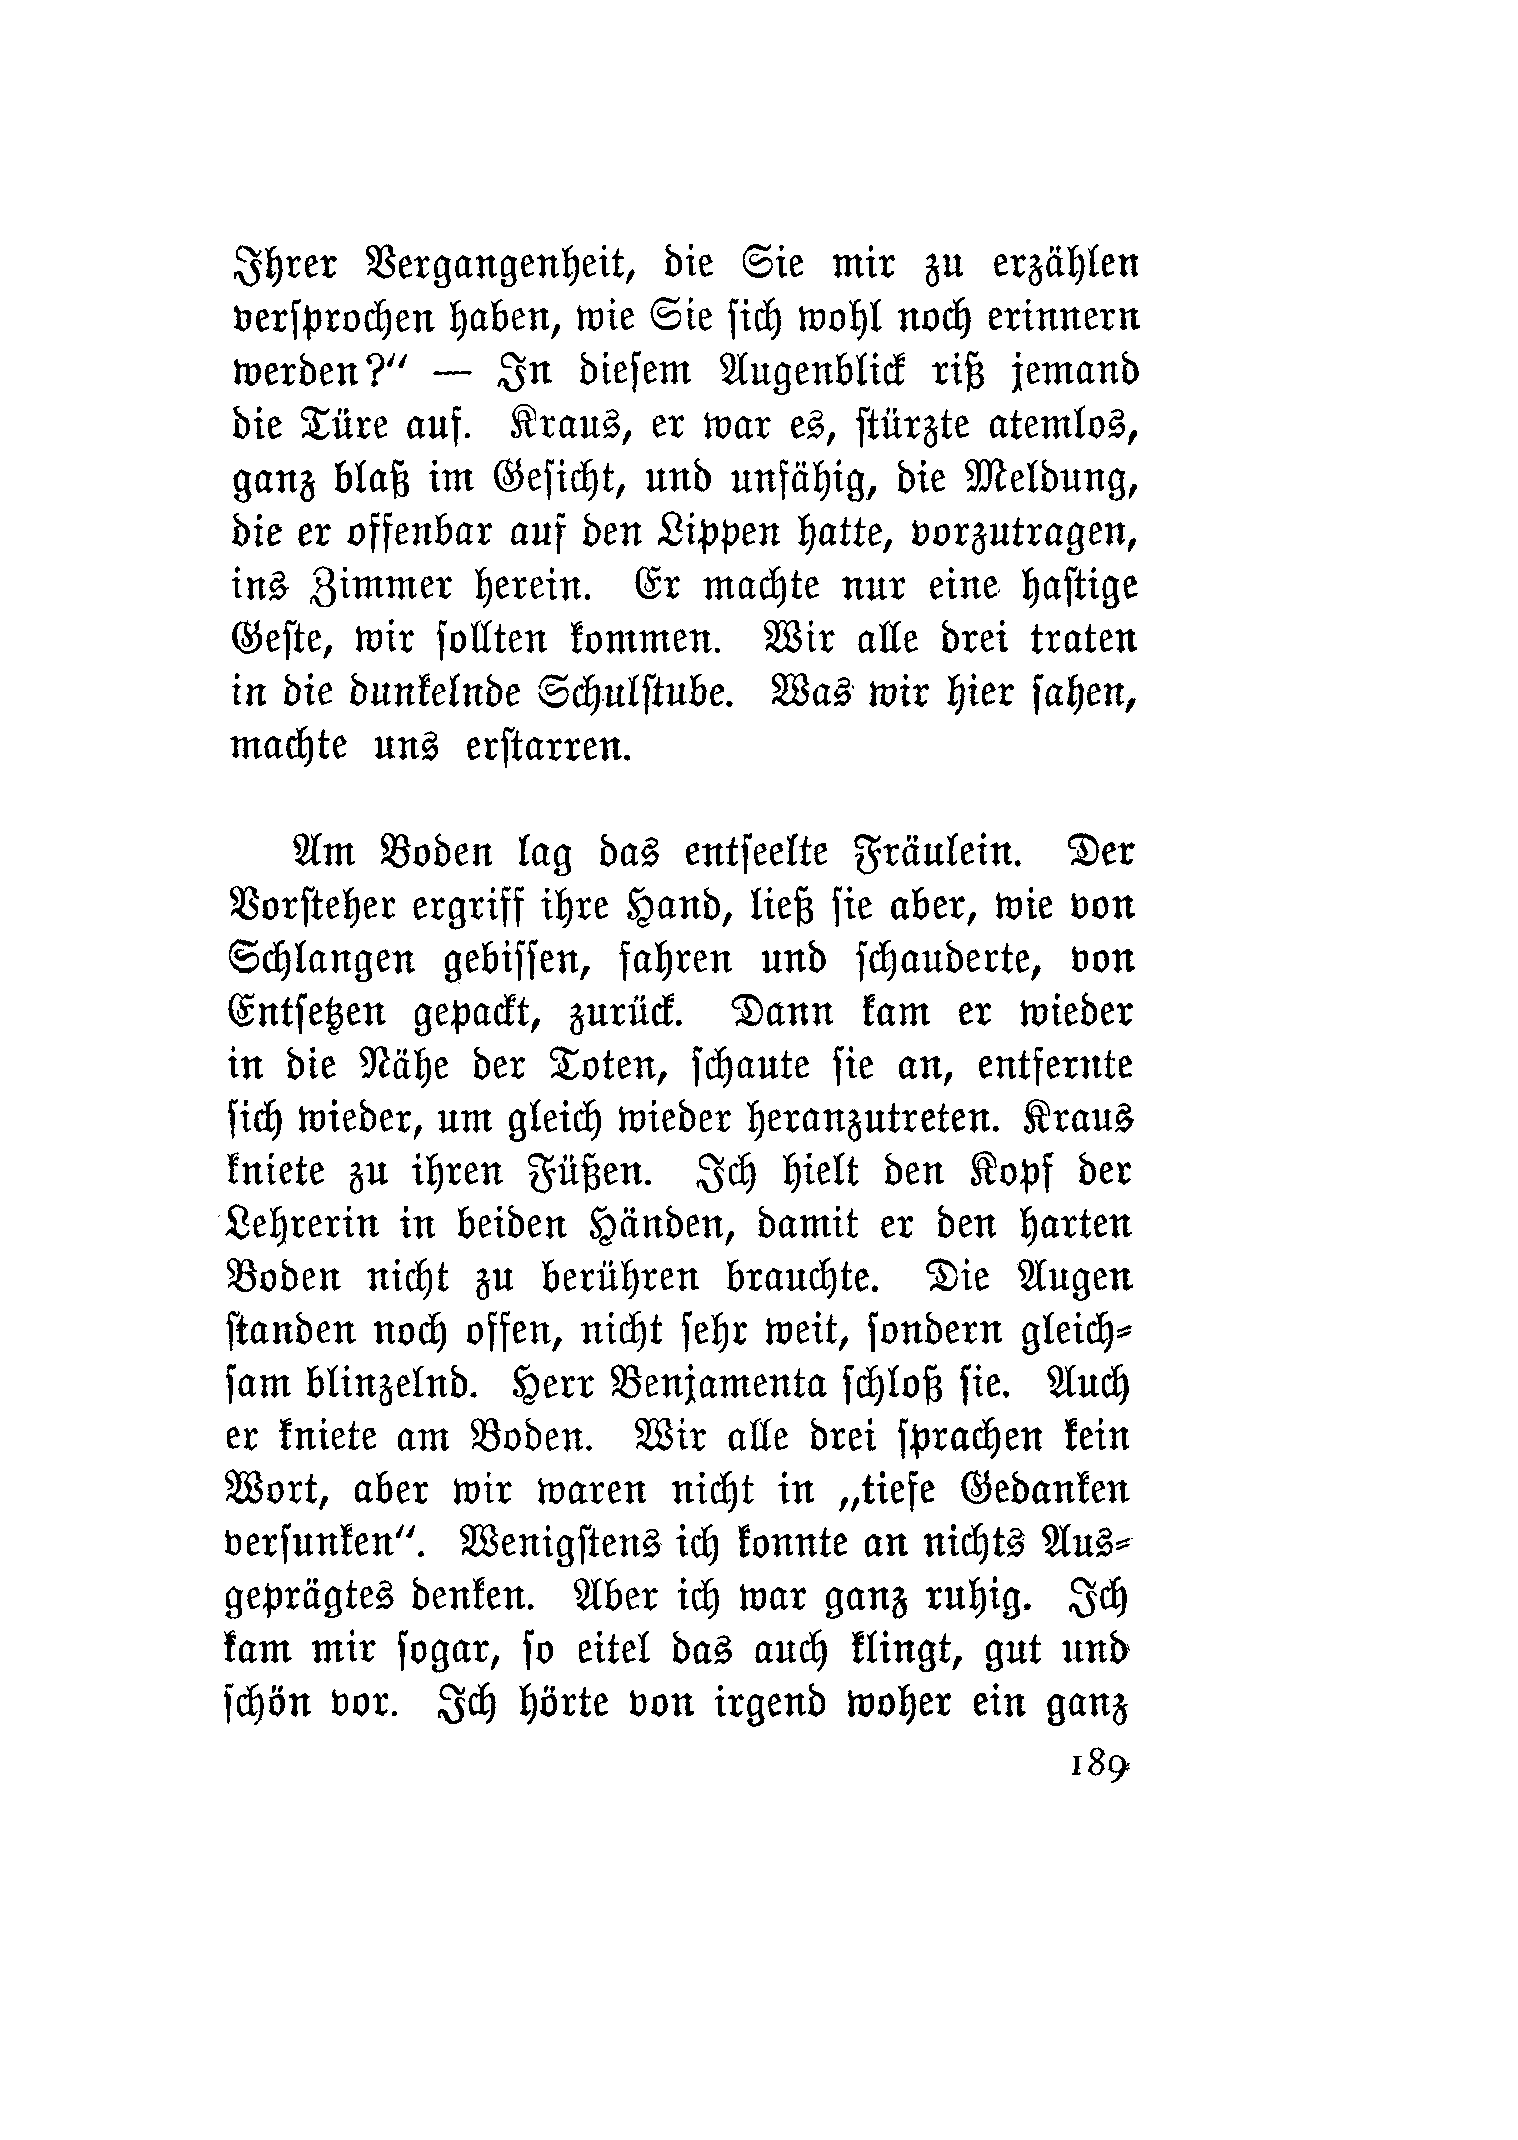 Ihrer Vergangenheit, die Sie mir zu erzählen
verſprochen haben, wie Sie ſich wohl noch erinnern
werden?“ — In dieſem Augenblick riß jemand
die Türe auf. Kraus, er war es, ſtürzte atemlos,
ganz blaß im Geſicht, und unfähig, die Meldung,
die er offenbar auf den Lippen hatte, vorzutragen,
ins Zimmer herein. Er machte nur eine haſtige
Geſte, wir ſollten kommen. Wir alle drei traten
in die dunkelnde Schulſtube. Was wir hier ſahen,
machte uns erſtarren.
Am Boden lag das entſeelte Fräulein. Der
Vorſteher ergriff ihre Hand, ließ ſie aber, wie von
Schlangen gebiſſen, fahren und ſchauderte, von
Entſetzen gepackt, zurück. Dann kam er wieder
in die Nähe der Toten, ſchaute ſie an, entfernte
ſich wieder, um gleich wieder heranzutreten. Kraus
kniete zu ihren Füßen. Ich hielt den Kopf der
Lehrerin in beiden Händen, damit er den harten
Boden nicht zu berühren brauchte. Die Augen
ſtanden noch offen, nicht ſehr weit, ſondern gleich⸗
ſam blinzelnd. Herr Benjamenta ſchloß ſie. Auch
er kniete am Boden. Wir alle drei ſprachen kein
Wort, aber wir waren nicht in „tiefe Gedanken
verſunken“. Wenigſtens ich konnte an nichts Aus⸗
geprägtes denken. Aber ich war ganz ruhig. Ich
kam mir ſogar, ſo eitel das auch klingt, gut und
ſchön vor. Ich hörte von irgend woher ein ganz
189